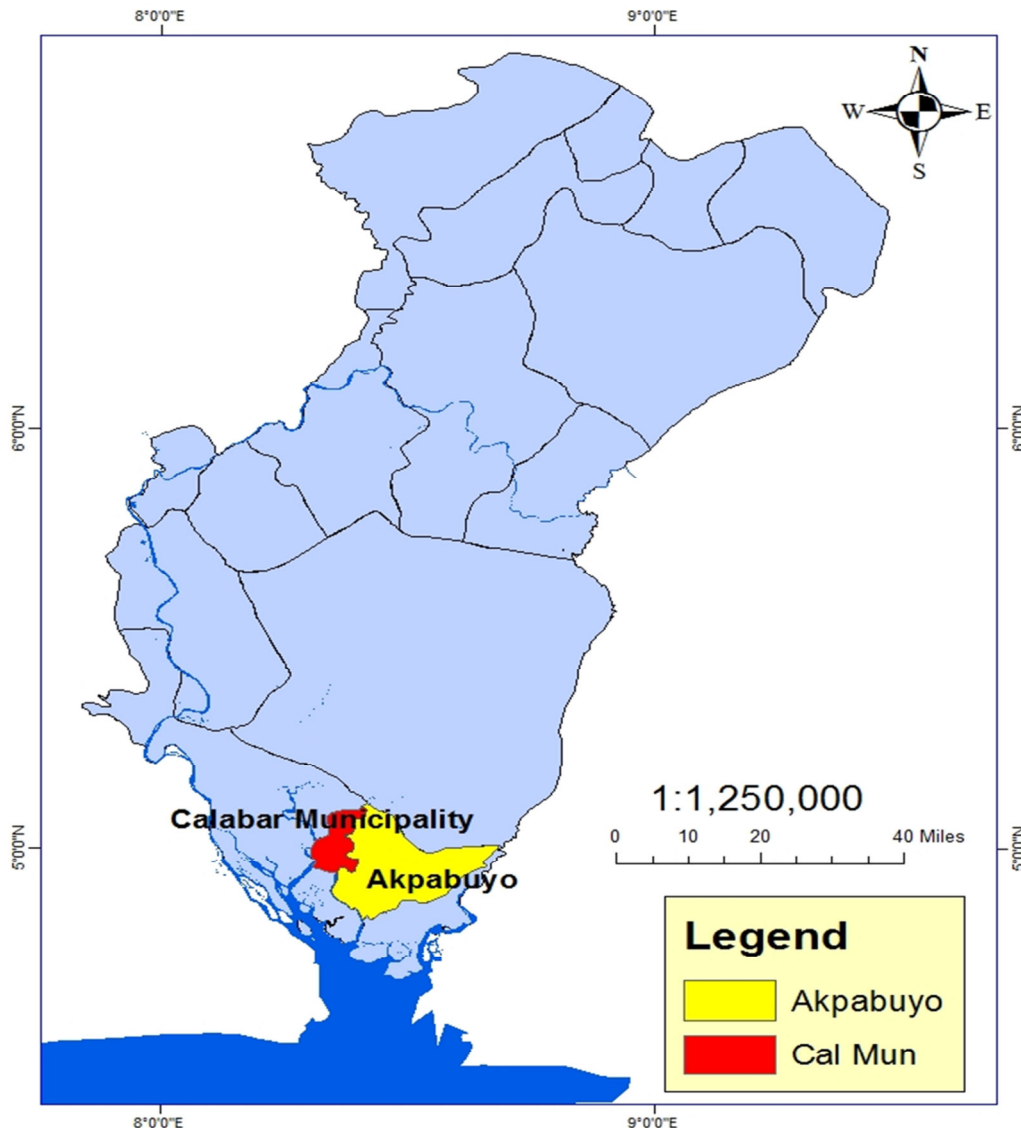 8°0'0"E 9°0'0"E
N
W E
S
6°0'0"N 6°0'0"N
1:1,250,000
0 10 20 40 Miles
Calabar Municipality
5°0'0"N 5°0'0"N
Akpabuyo
Legend
Akpabuyo
Cal Mun
8°0'0"E 9°0'0"E